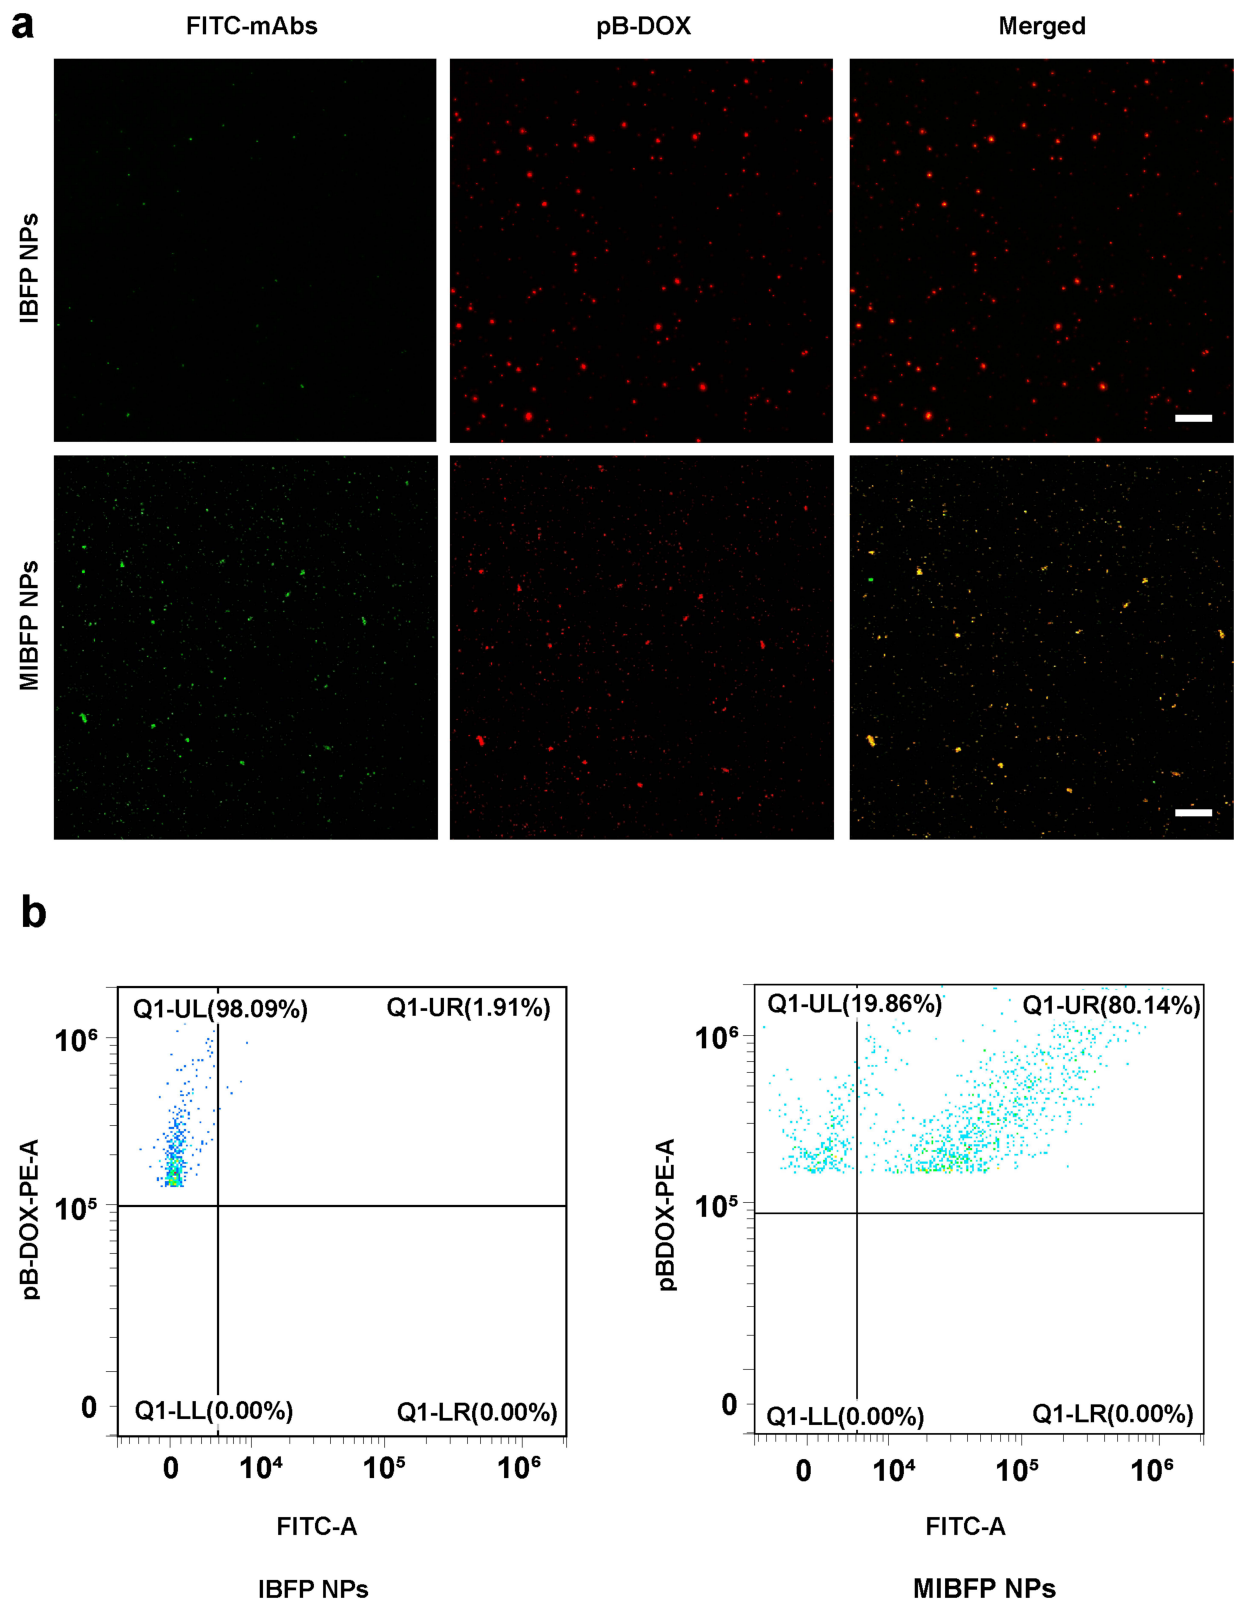 a
FITC-mAbs
pB-DOX
Merged
IBFP NPs
MIBFP NPs
b
Q1-UL(98.09%)
Q1-UR(1.91%)
10⁶
10⁵
0
pB-DOX-PE-A
Q1-LL(0.00%)
Q1-LR(0.00%)
0 10⁴ 10⁵ 10⁶
FITC-A
IBFP NPs
Q1-UL(19.86%)
Q1-UR(80.14%)
10⁶
10⁵
0
pBDOX-PE-A
Q1-LL(0.00%)
Q1-LR(0.00%)
0 10⁴ 10⁵ 10⁶
FITC-A
MIBFP NPs